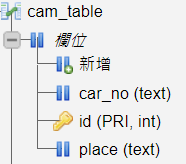 cam_table
欄位
新增
car_no (text)
id (PRI, int)
place (text)